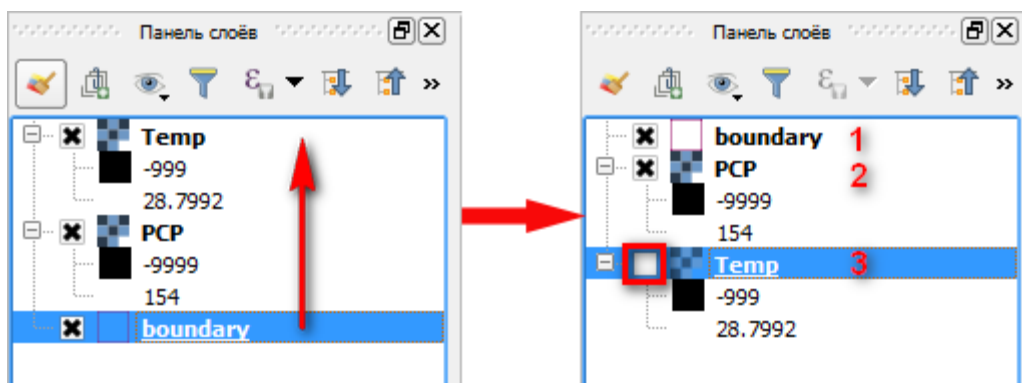 Панель слоёв
ε
»
Temp
-999
28.7992
PCP
-9999
154
boundary
Панель слоёв
ε
»
boundary 1
PCP 2
-9999
154
Temp 3
-999
28.7992